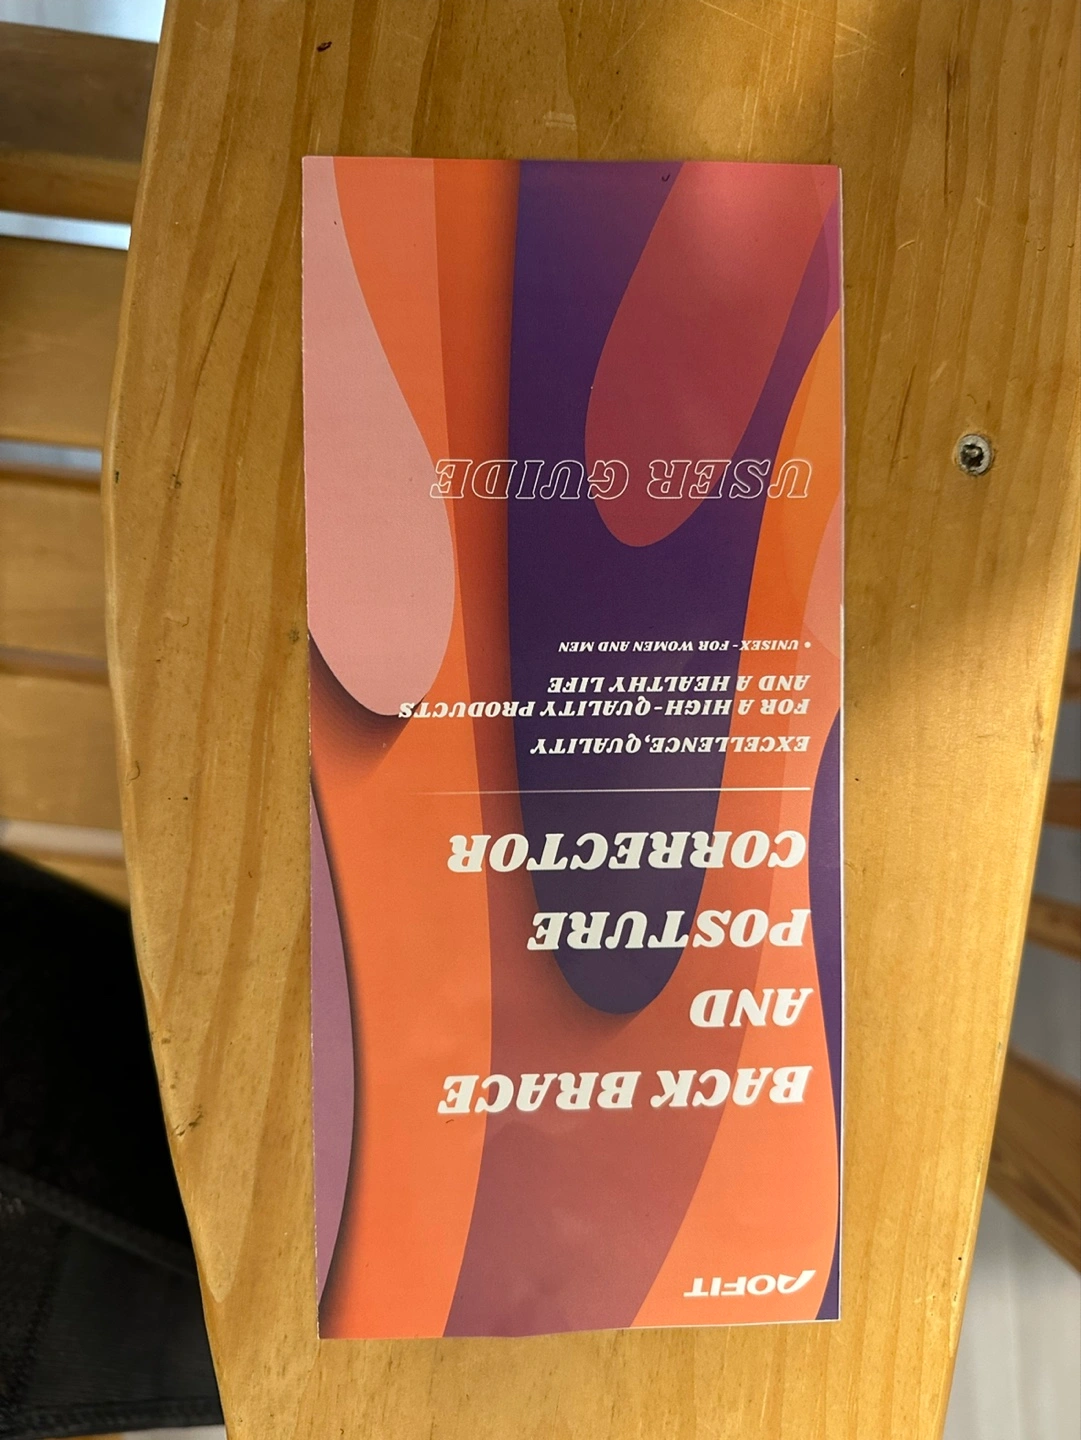 AOFIT
BACK BRACE
AND
POSTURE
CORRECTOR
EXCELLENCE, QUALITY
FOR A HIGH-QUALITY PRODUCTS
AND A HEALTHY LIFE
• UNISEX - FOR WOMEN AND MEN
USER GUIDE